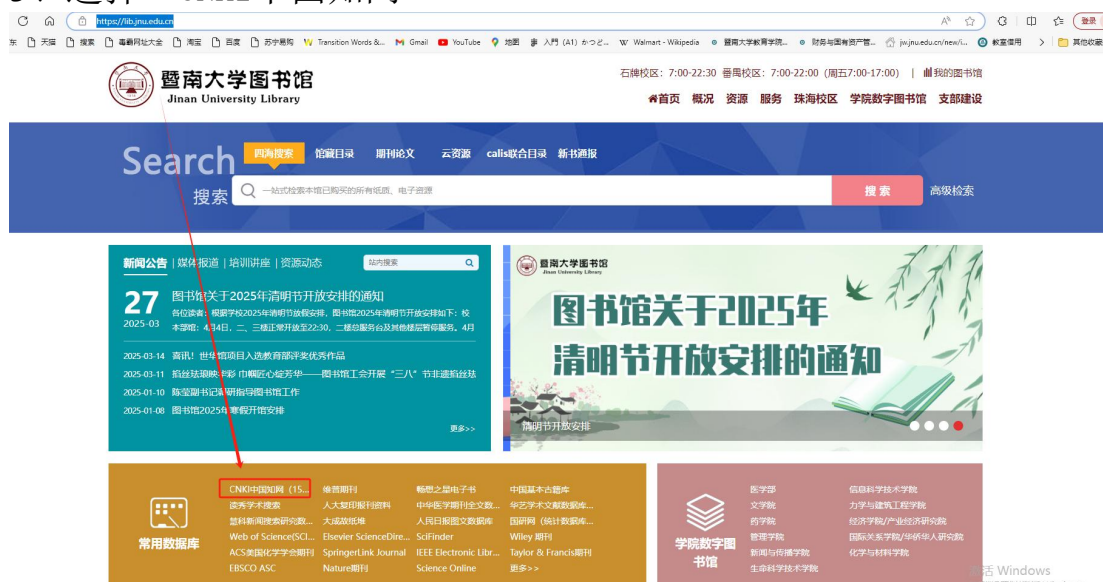 https://lib.jnu.edu.cn
登录
东 天猫 搜索 毒霸网址大全 淘宝 百度 苏宁易购 Transition Words &... Gmail YouTube 地图 入門 (A1) かつど... Walmart - Wikipedia 暨南大学教育学院... 财务与国有资产管... jwjnu.edu.cn/new/i... 教室借用 其他收藏
暨南大学图书馆
Jinan University Library
石牌校区: 7:00-22:30 番禺校区: 7:00-22:00 (周五7:00-17:00) | 我的图书馆
首页 概况 资源 服务 珠海校区 学院数字图书馆 支部建设
Search
搜索
四海搜索 馆藏目录 期刊论文 云资源 calis联合目录 新书通报
一站式检索本馆已购买的所有纸质、电子资源
搜索
高级检索
新闻公告 | 媒体报道 | 培训讲座 | 资源动态
站内搜索
27
2025-03
图书馆关于2025年清明节开放安排的通知
各位读者: 根据学校2025年清明节放假安排, 图书馆2025年清明节开放安排如下: 校
本部馆: 4月4日, 二、三楼正常开放至22:30, 二楼总服务台及其他楼层暂停服务。4月
2025-03-14 喜讯!世华馆项目入选教育部评奖优秀作品
2025-03-11 掐丝珐琅映华彩 巾帼匠心绽芳华——图书馆工会开展“三八”节非遗掐丝珐
2025-01-10 陈莹副书记调研指导图书馆工作
2025-01-08 图书馆2025年寒假开馆安排
更多>>
暨南大学图书馆
Jinan University Library
图书馆关于2025年
清明节开放安排的通知
清明节开放安排
常用数据库
CNKI中国知网 (15... 维普期刊 畅想之星电子书 中国基本古籍库
读秀学术搜索 人大复印报刊资料 中华医学期刊全文数... 华艺学术文献数据库...
慧科新闻搜索研究数... 大成故纸堆 人民日报图文数据库 国研网 (统计数据库...
Web of Science(SCI... Elsevier ScienceDire... SciFinder Wiley 期刊
ACS美国化学学会期刊 SpringerLink Journal IEEE Electronic Libr... Taylor & Francis期刊
EBSCO ASC Nature期刊 Science Online 更多>>
学院数字图
书馆
医学部 信息科学技术学院
文学院 力学与建筑工程学院
药学院 经济学院/产业经济研究院
管理学院 国际关系学院/华侨华人研究院
新闻与传播学院 化学与材料学院
生命科学技术学院
Windows